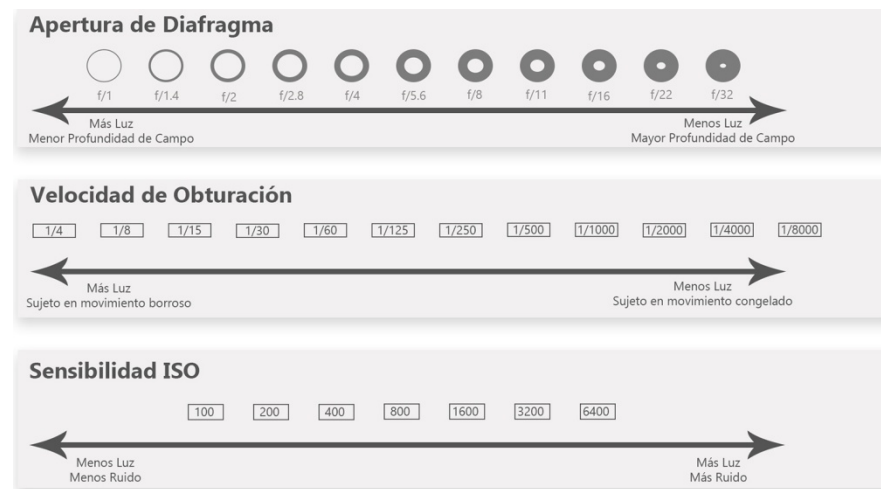 Apertura de Diafragma
f/1 f/1.4 f/2 f/2.8 f/4 f/5.6 f/8 f/11 f/16 f/22 f/32
Más Luz Menos Luz
Menor Profundidad de Campo Mayor Profundidad de Campo
Velocidad de Obturación
1/4 1/8 1/15 1/30 1/60 1/125 1/250 1/500 1/1000 1/2000 1/4000 1/8000
Más Luz Menos Luz
Sujeto en movimiento borroso Sujeto en movimiento congelado
Sensibilidad ISO
100 200 400 800 1600 3200 6400
Menos Luz Más Luz
Menos Ruido Más Ruido